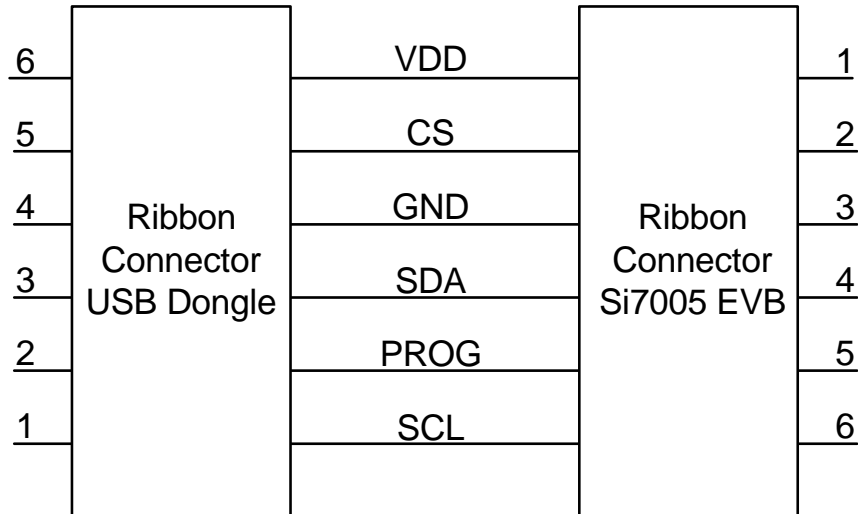 6 VDD 1
5 CS 2
4 GND 3
Ribbon
Connector
USB Dongle
Ribbon
Connector
Si7005 EVB
3 SDA 4
2 PROG 5
1 SCL 6